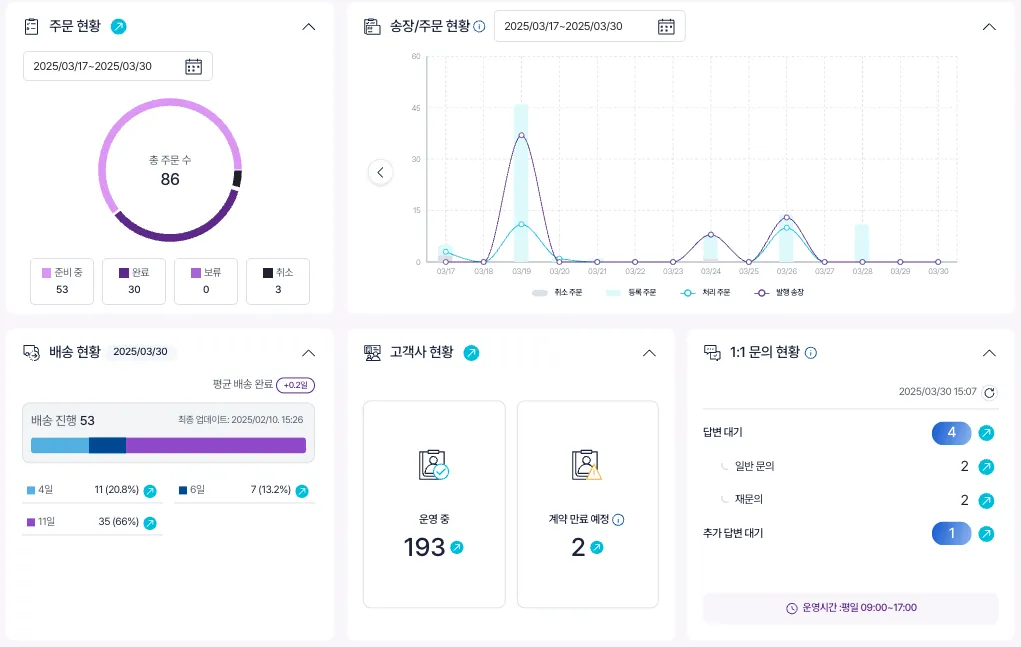 주문 현황
2025/03/17~2025/03/30
총 주문 수
86
준비 중
53
완료
30
보류
0
취소
3
송장/주문 현황
2025/03/17~2025/03/30
60
45
30
15
0
03/17 03/18 03/19 03/20 03/21 03/22 03/23 03/24 03/25 03/26 03/27 03/28 03/29 03/30
취소 주문 등록 주문 처리 주문 발행 송장
배송 현황 2025/03/30
평균 배송 완료 +0.2일
배송 진행 53 최종 업데이트: 2025/02/10. 15:26
4일 11 (20.8%) 6일 7 (13.2%)
11일 35 (66%)
고객사 현황
운영 중
193
계약 만료 예정
2
1:1 문의 현황
2025/03/30 15:07
답변 대기 4
일반 문의 2
재문의 2
추가 답변 대기 1
운영시간 :평일 09:00~17:00